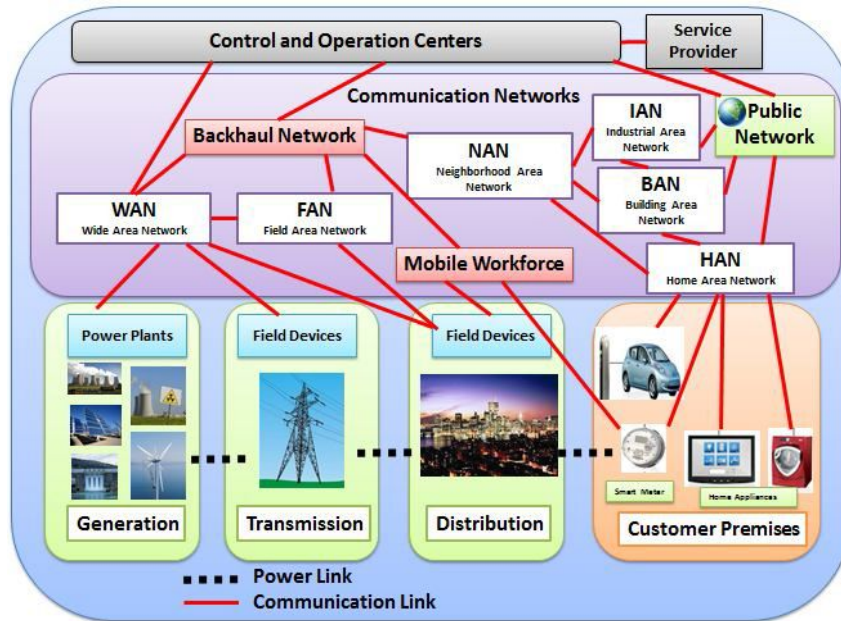 Control and Operation Centers
Service
Provider
Communication Networks
Backhaul Network
NAN
Neighborhood Area
Network
IAN
Industrial Area
Network
Public
Network
BAN
Building Area
Network
WAN
Wide Area Network
FAN
Field Area Network
Mobile Workforce
HAN
Home Area Network
Power Plants
Field Devices
Field Devices
Smart Meter
Home Appliances
Generation
Transmission
Distribution
Customer Premises
Power Link
Communication Link